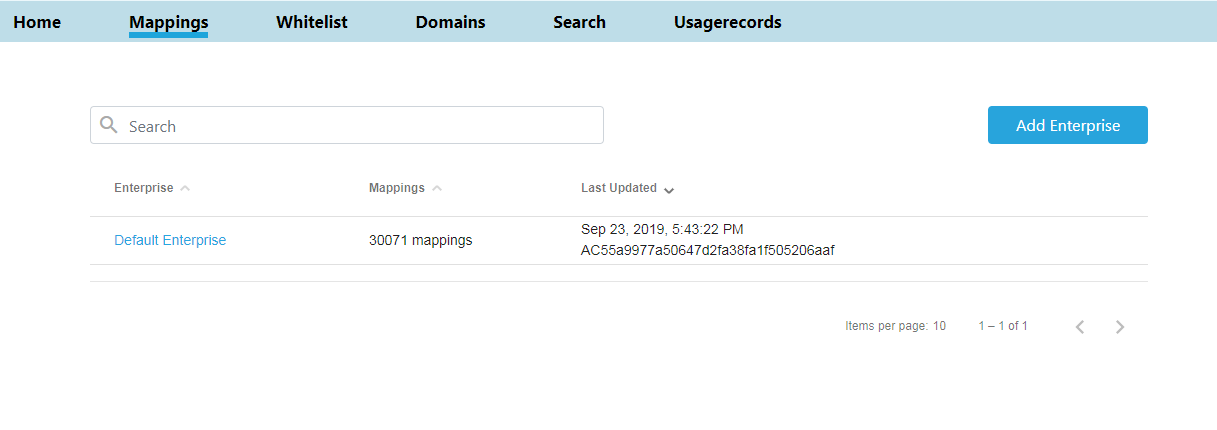 Home Mappings Whitelist Domains Search Usagerecords
Search
Add Enterprise
Enterprise Mappings Last Updated
Default Enterprise 30071 mappings Sep 23, 2019, 5:43:22 PM
AC55a9977a50647d2fa38fa1f505206aaf
Items per page: 10 1 – 1 of 1